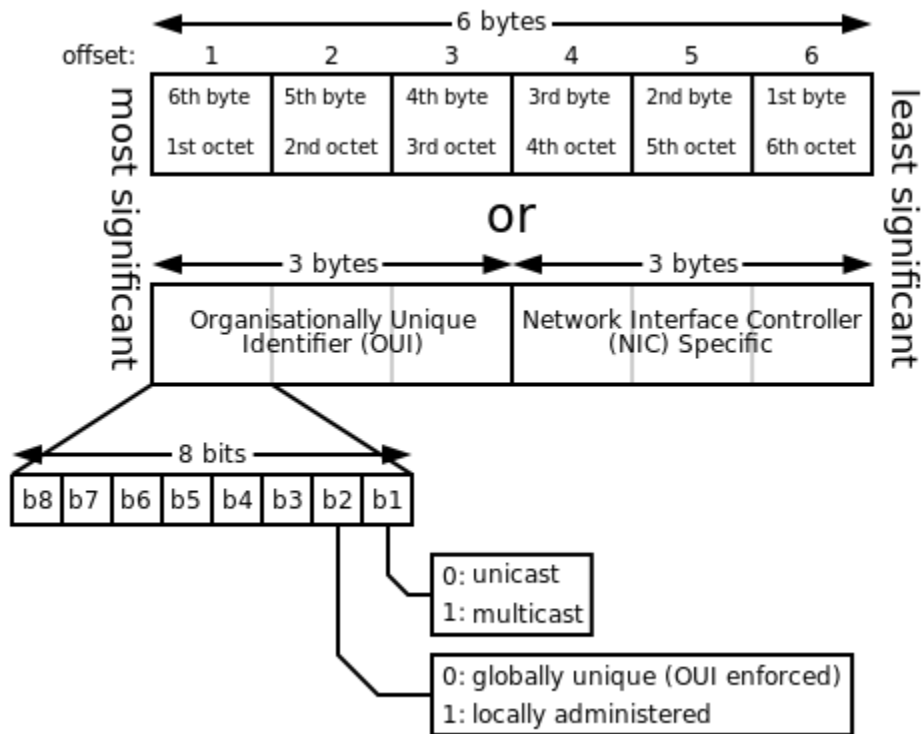 6 bytes
offset: 1 2 3 4 5 6
most significant
6th byte 5th byte 4th byte 3rd byte 2nd byte 1st byte
1st octet 2nd octet 3rd octet 4th octet 5th octet 6th octet
least significant
or
3 bytes 3 bytes
Organisationally Unique
Identifier (OUI)
Network Interface Controller
(NIC) Specific
8 bits
b8 b7 b6 b5 b4 b3 b2 b1
0: unicast
1: multicast
0: globally unique (OUI enforced)
1: locally administered